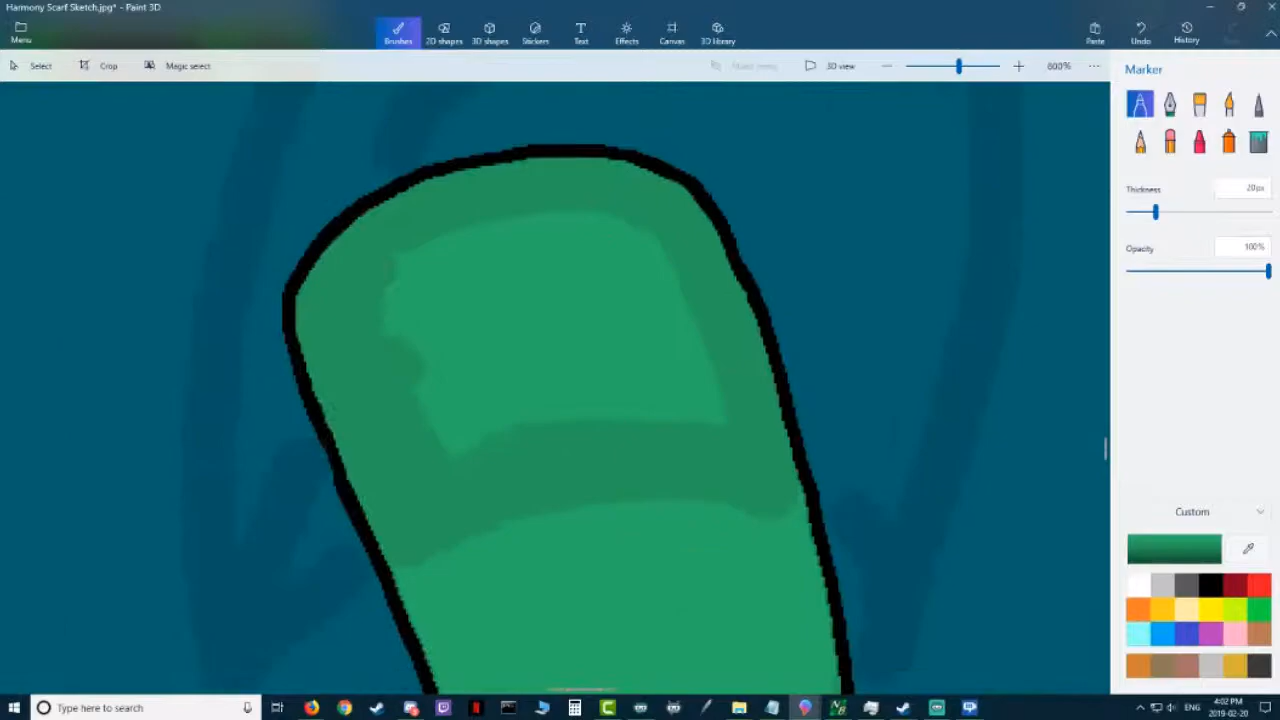 Harmony Scarf Sketch.jpg* - Paint 3D
Menu
Brushes
2D shapes
3D shapes
Stickers
Text
Effects
Canvas
3D library
Paste
Undo
History
Select
Crop
Magic select
3D view
800%
Marker
Thickness
20px
Opacity
100%
Custom
Type here to search
ENG
4:02 PM
2019-02-20